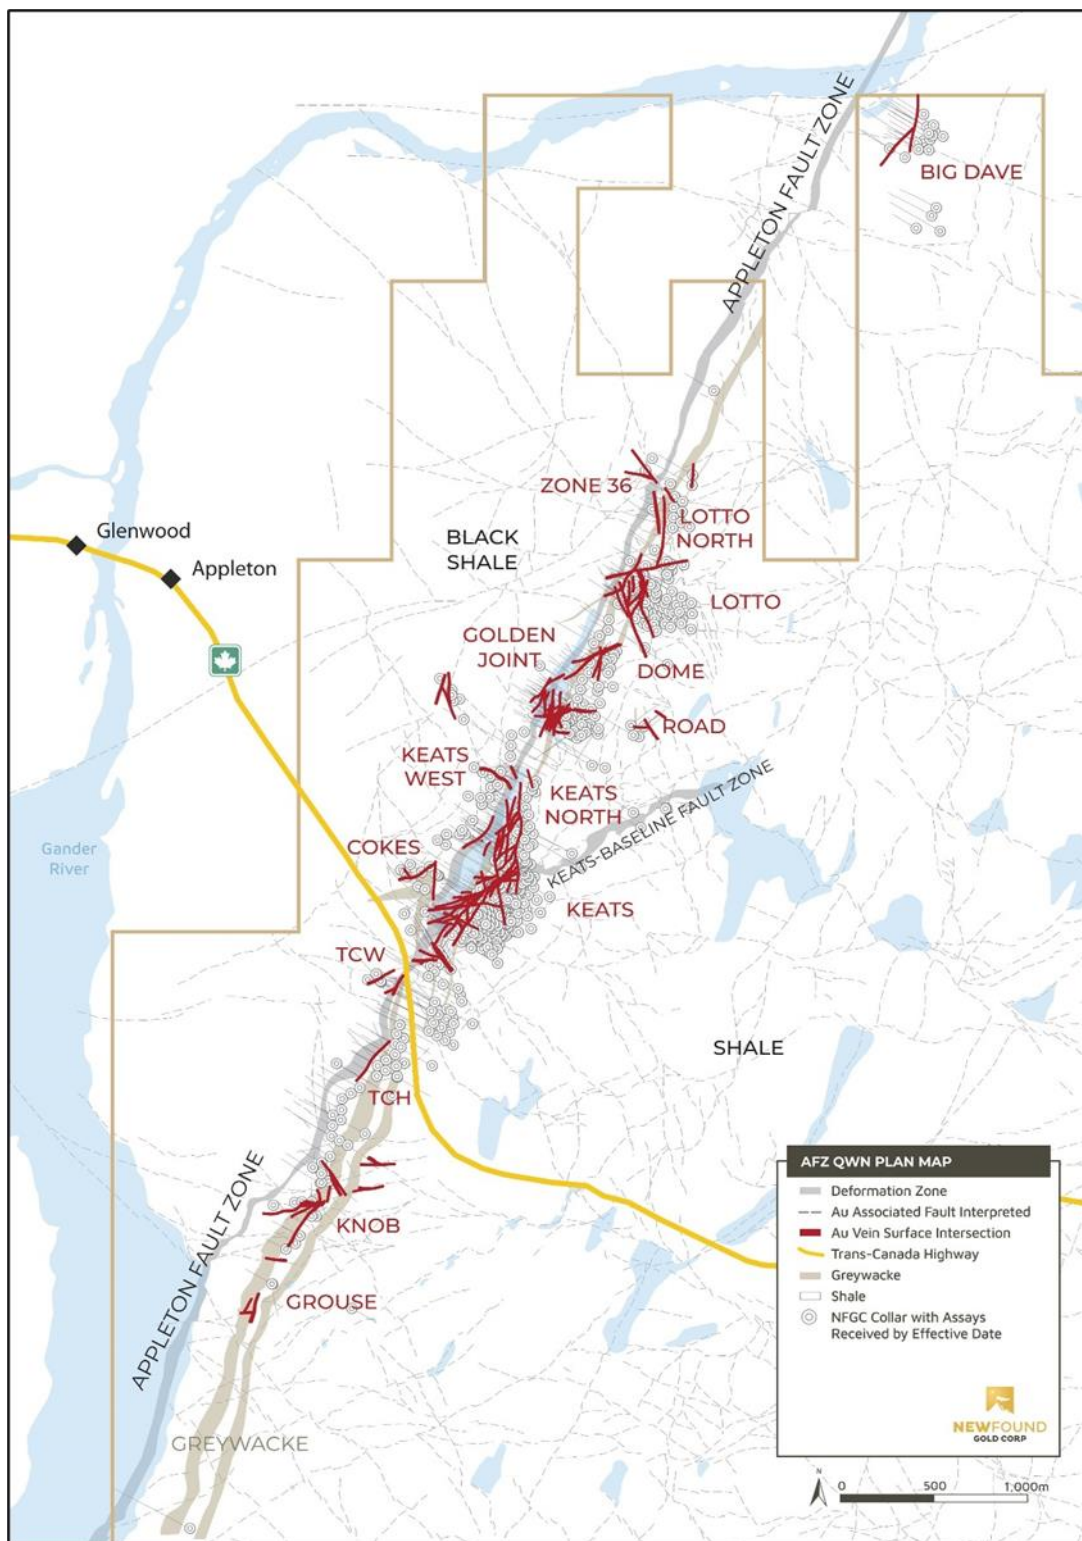 APPLETON FAULT ZONE
BIG DAVE
ZONE 36
LOTTO
NORTH
BLACK
SHALE
Glenwood
Appleton
LOTTO
GOLDEN
JOINT
DOME
ROAD
KEATS
WEST
KEATS
NORTH
KEATS-BASELINE FAULT ZONE
Gander
River
COKES
KEATS
TCW
SHALE
TCH
APPLETON FAULT ZONE
KNOB
GROUSE
GREYWACKE
AFZ QWN PLAN MAP
Deformation Zone
Au Associated Fault Interpreted
Au Vein Surface Intersection
Trans-Canada Highway
Greywacke
Shale
NFGC Collar with Assays
Received by Effective Date
NEWFOUND
GOLD CORP
N
0 500 1,000m